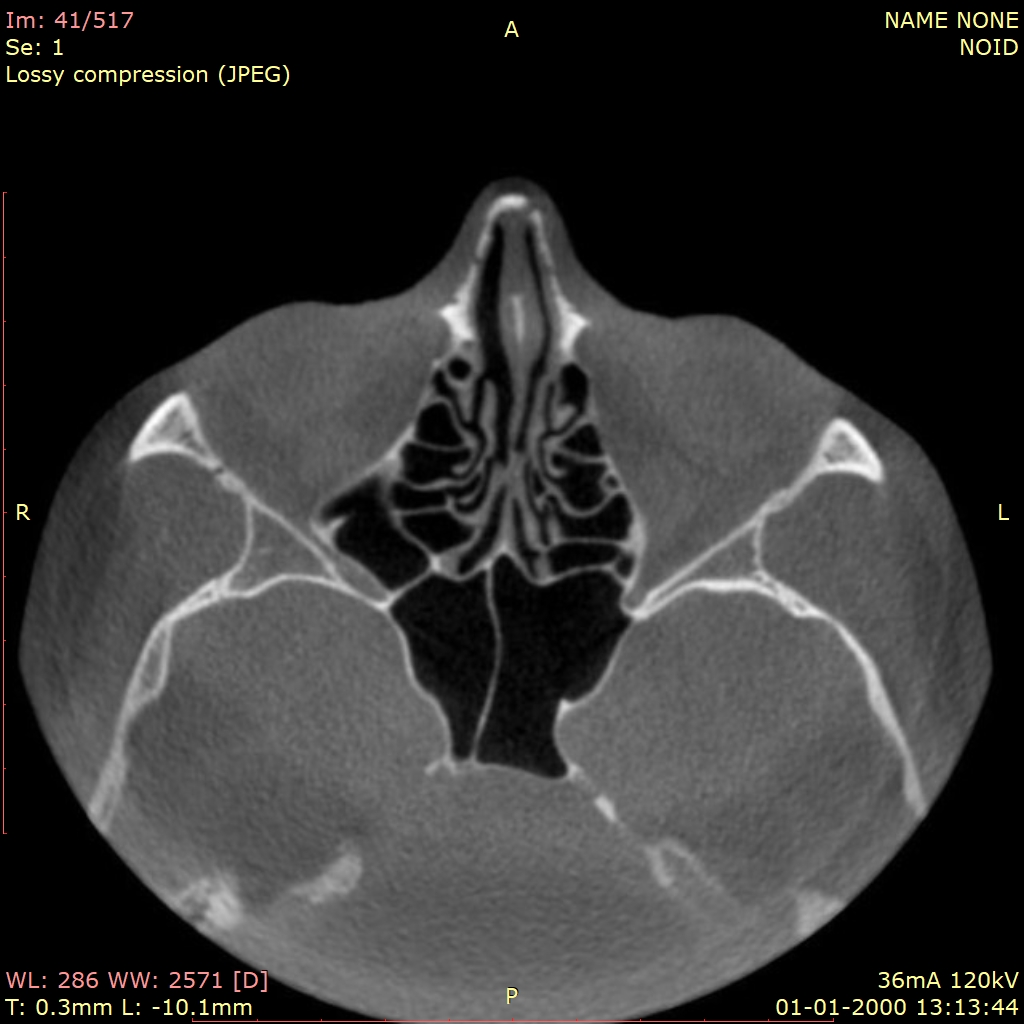 Im: 41/517
Se: 1
Lossy compression (JPEG)
A
NAME NONE
NOID
R
L
WL: 286 WW: 2571 [D]
T: 0.3mm L: -10.1mm
P
36mA 120kV
01-01-2000 13:13:44